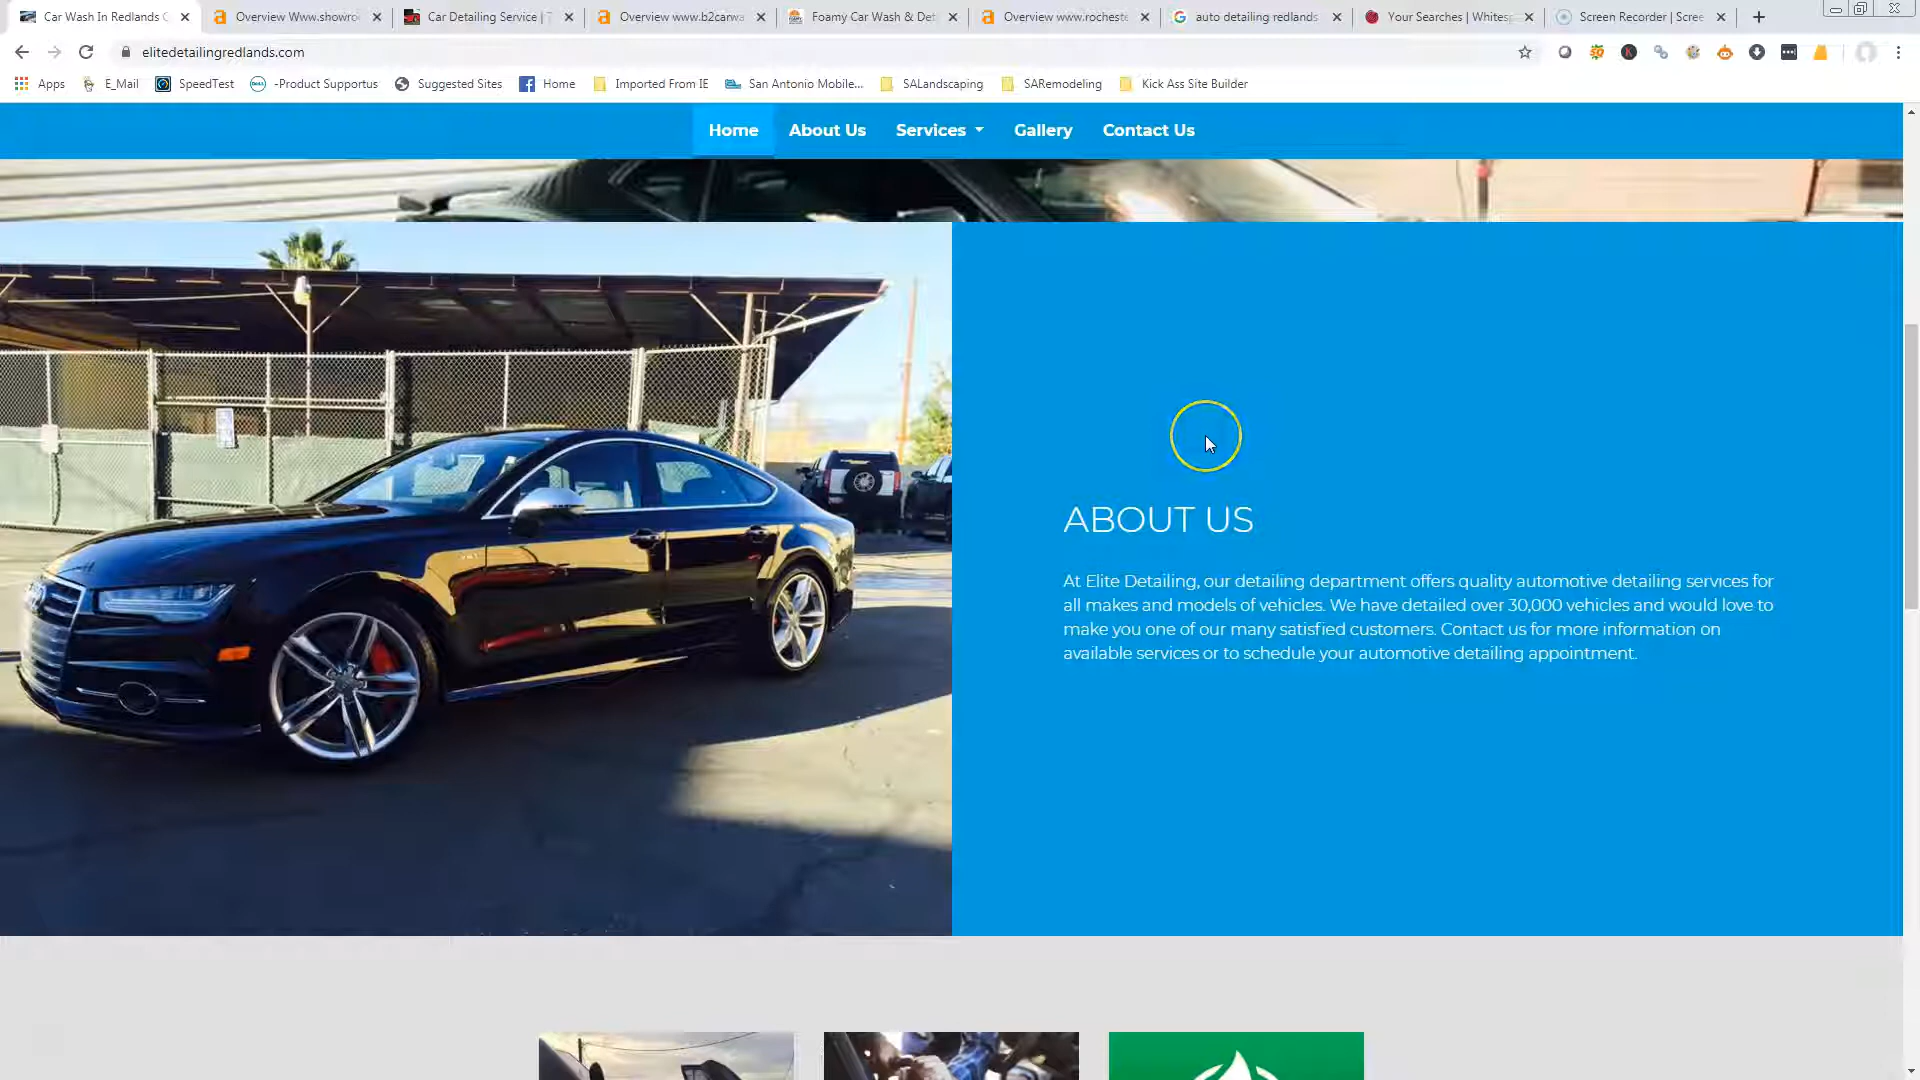 Car Wash In Redlands C
Overview Www.showro
Car Detailing Service | T
Overview www.b2carwa
Foamy Car Wash & Det
Overview www.rocheste
auto detailing redlands
Your Searches | Whitesp
Screen Recorder | Scree
elitedetailingredlands.com
Apps
E_Mail
SpeedTest
-Product Supportus
Suggested Sites
Home
Imported From IE
San Antonio Mobile...
SALandscaping
SARemodeling
Kick Ass Site Builder
Home
About Us
Services
Gallery
Contact Us
ABOUT US
At Elite Detailing, our detailing department offers quality automotive detailing services for
all makes and models of vehicles. We have detailed over 30,000 vehicles and would love to
make you one of our many satisfied customers. Contact us for more information on
available services or to schedule your automotive detailing appointment.